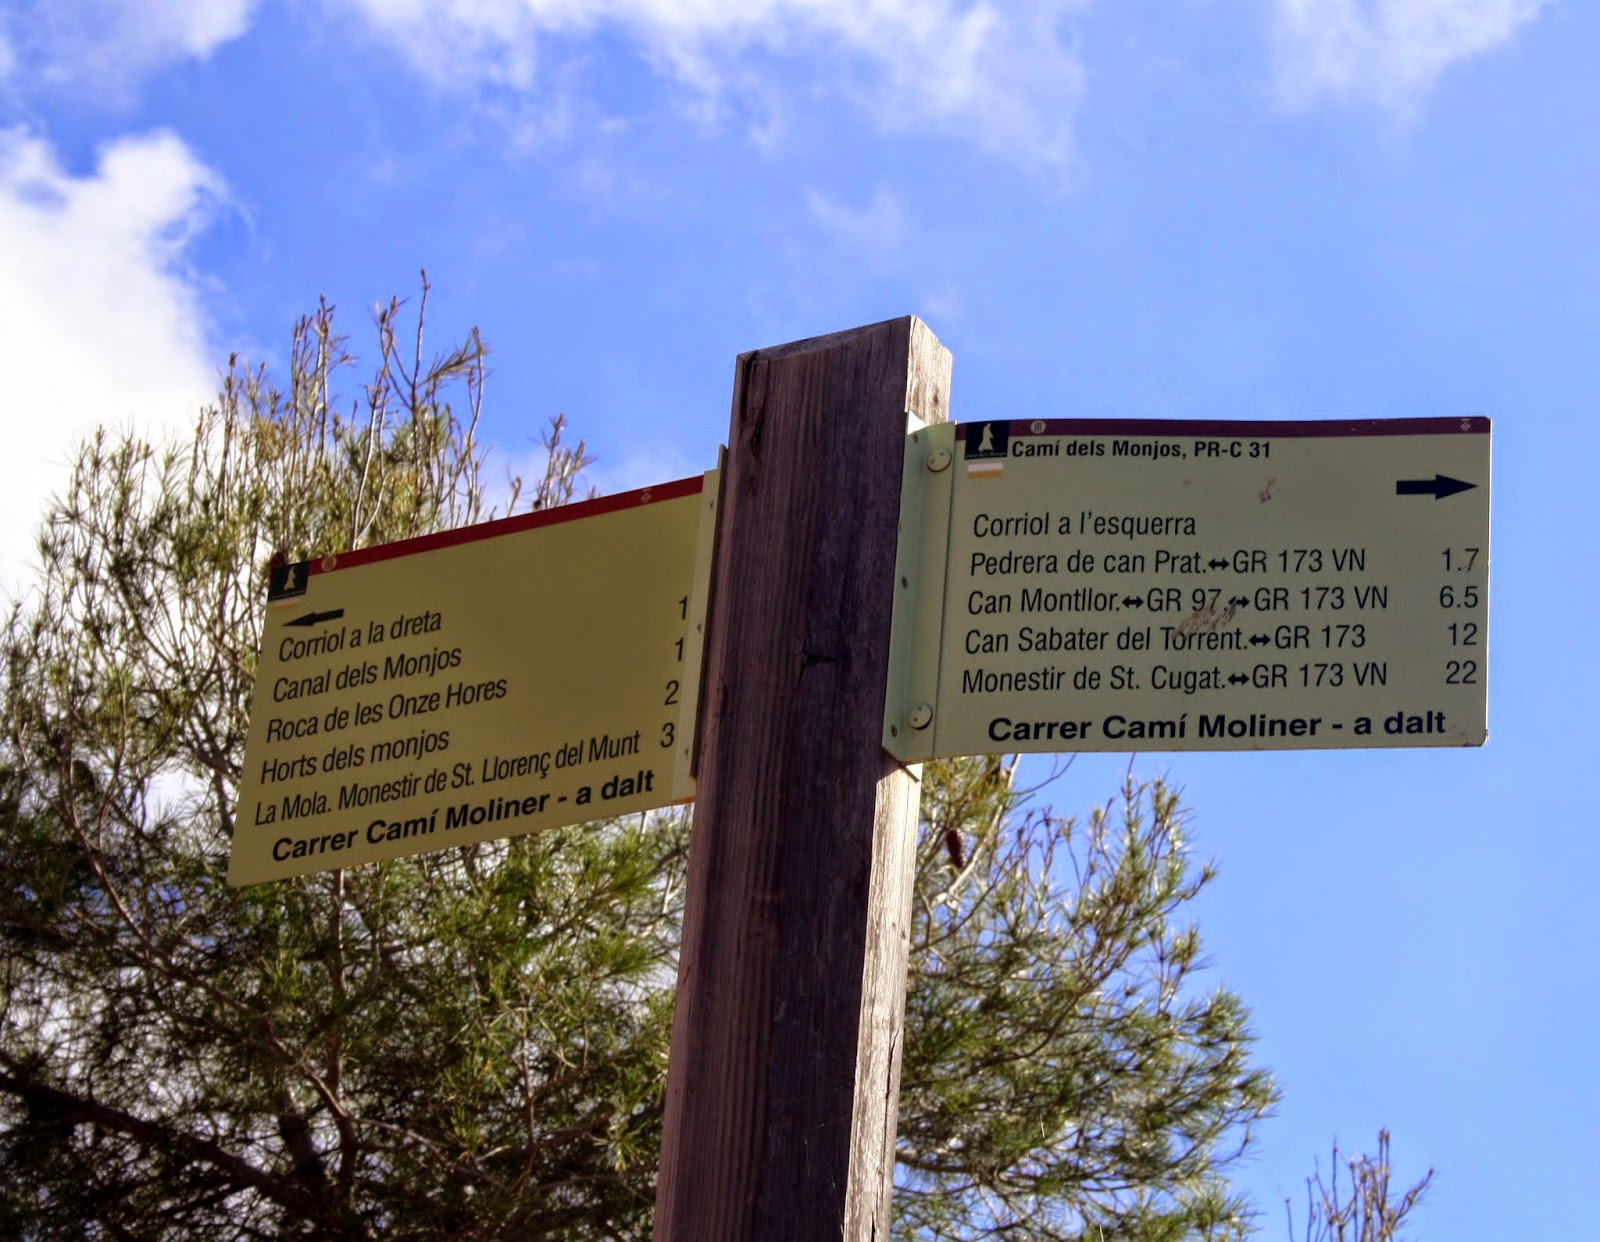 Corriol a la dreta
Canal dels Monjos 1
Roca de les Onze Hores 1
Horts dels monjos 2
La Mola. Monestir de St. Llorenç del Munt 3
Carrer Camí Moliner - a dalt
Camí dels Monjos, PR-C 31
Corriol a l'esquerra
Pedrera de can Prat.↔GR 173 VN 1.7
Can Montllor.↔GR 97,↔GR 173 VN 6.5
Can Sabater del Torrent.↔GR 173 12
Monestir de St. Cugat.↔GR 173 VN 22
Carrer Camí Moliner - a dalt